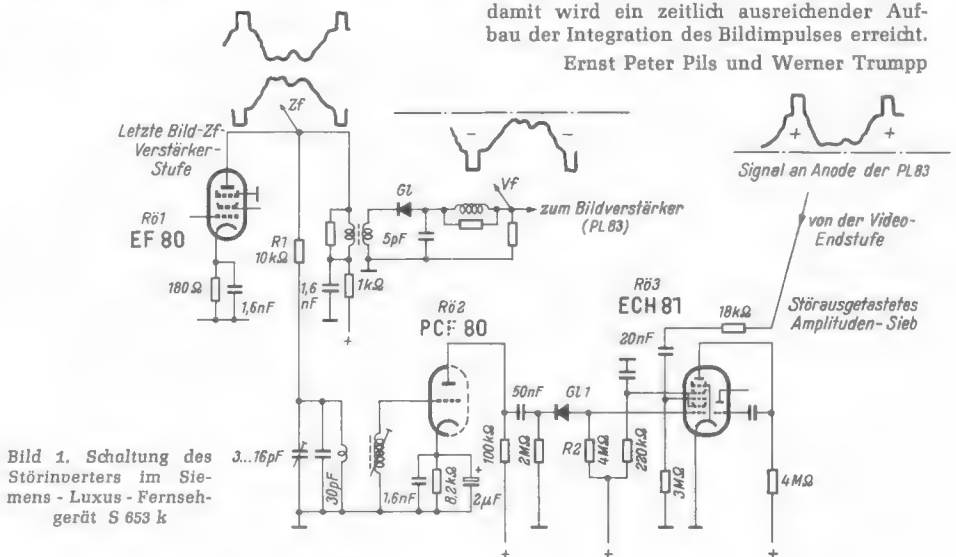 damit wird ein zeitlich ausreichender Auf-
bau der Integration des Bildimpulses erreicht.
Ernst Peter Pils und Werner Trumpp
Zf
Letzte Bild-Zf-
Verstärker-
Stufe
Rö1
EF 80
180Ω
1,6nF
R1
10kΩ
1,6
nF
1kΩ
+
Gl
5pF
Vf
zum Bildverstärker
(PL83)
−
−
+
+
Signal an Anode der PL83
von der Video-
Endstufe
Störausgetastetes
Amplituden-Sieb
18kΩ
Rö3
ECH 81
20nF
Rö2
PCF 80
50nF
Gl 1
3...16pF
30pF
1,6nF
8,2kΩ
+
2μF
100kΩ
2MΩ
R2
4MΩ
220kΩ
3MΩ
4MΩ
+
+
+
Bild 1. Schaltung des
Störinverters im Sie-
mens - Luxus - Fernseh-
gerät S 653 k